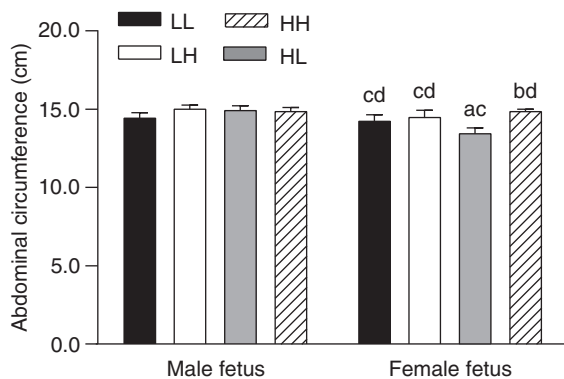 Abdominal circumference (cm)
20.0
15.0
10.0
5.0
0.0
LL
HH
LH
HL
cd
cd
ac
bd
Male fetus
Female fetus